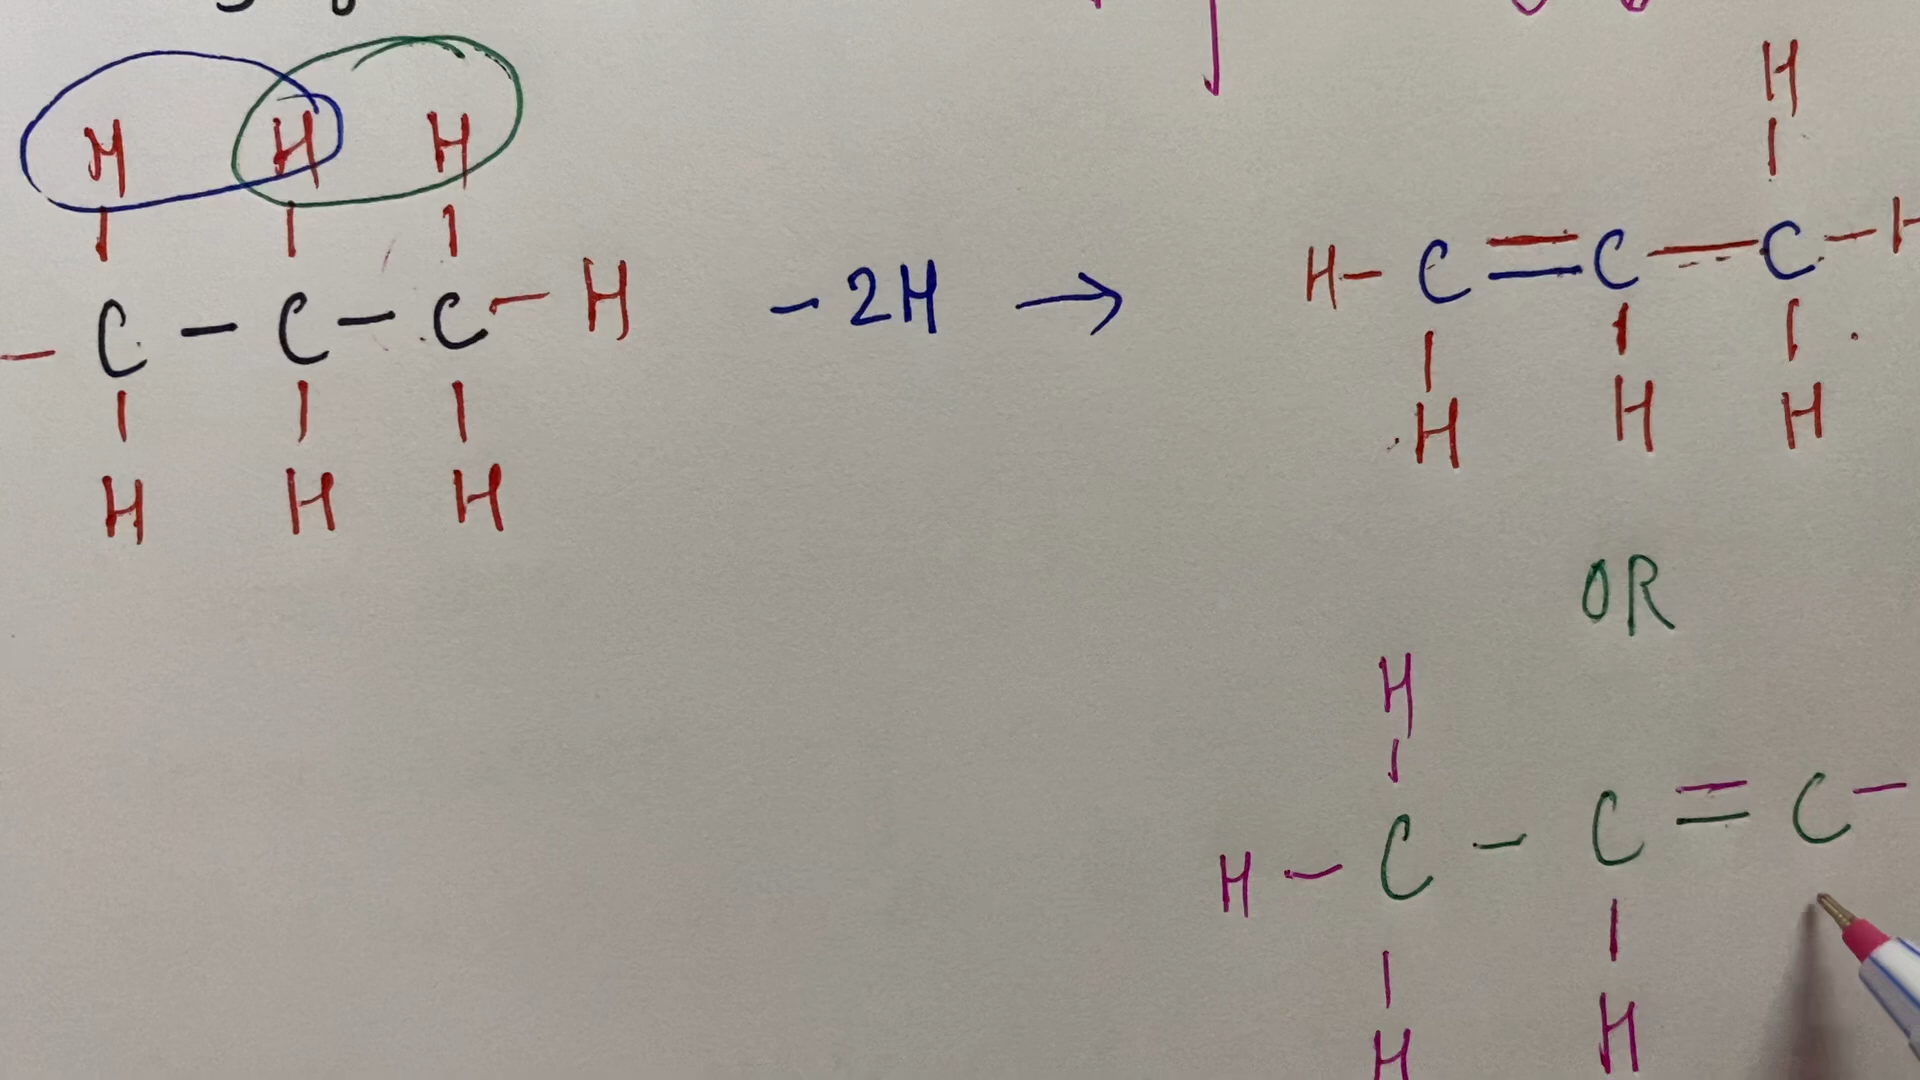 H H H
C - C - C - H
H H H
- 2H →
H
H - C = C - C - H
H H H
OR
H
H - C - C = C -
H H